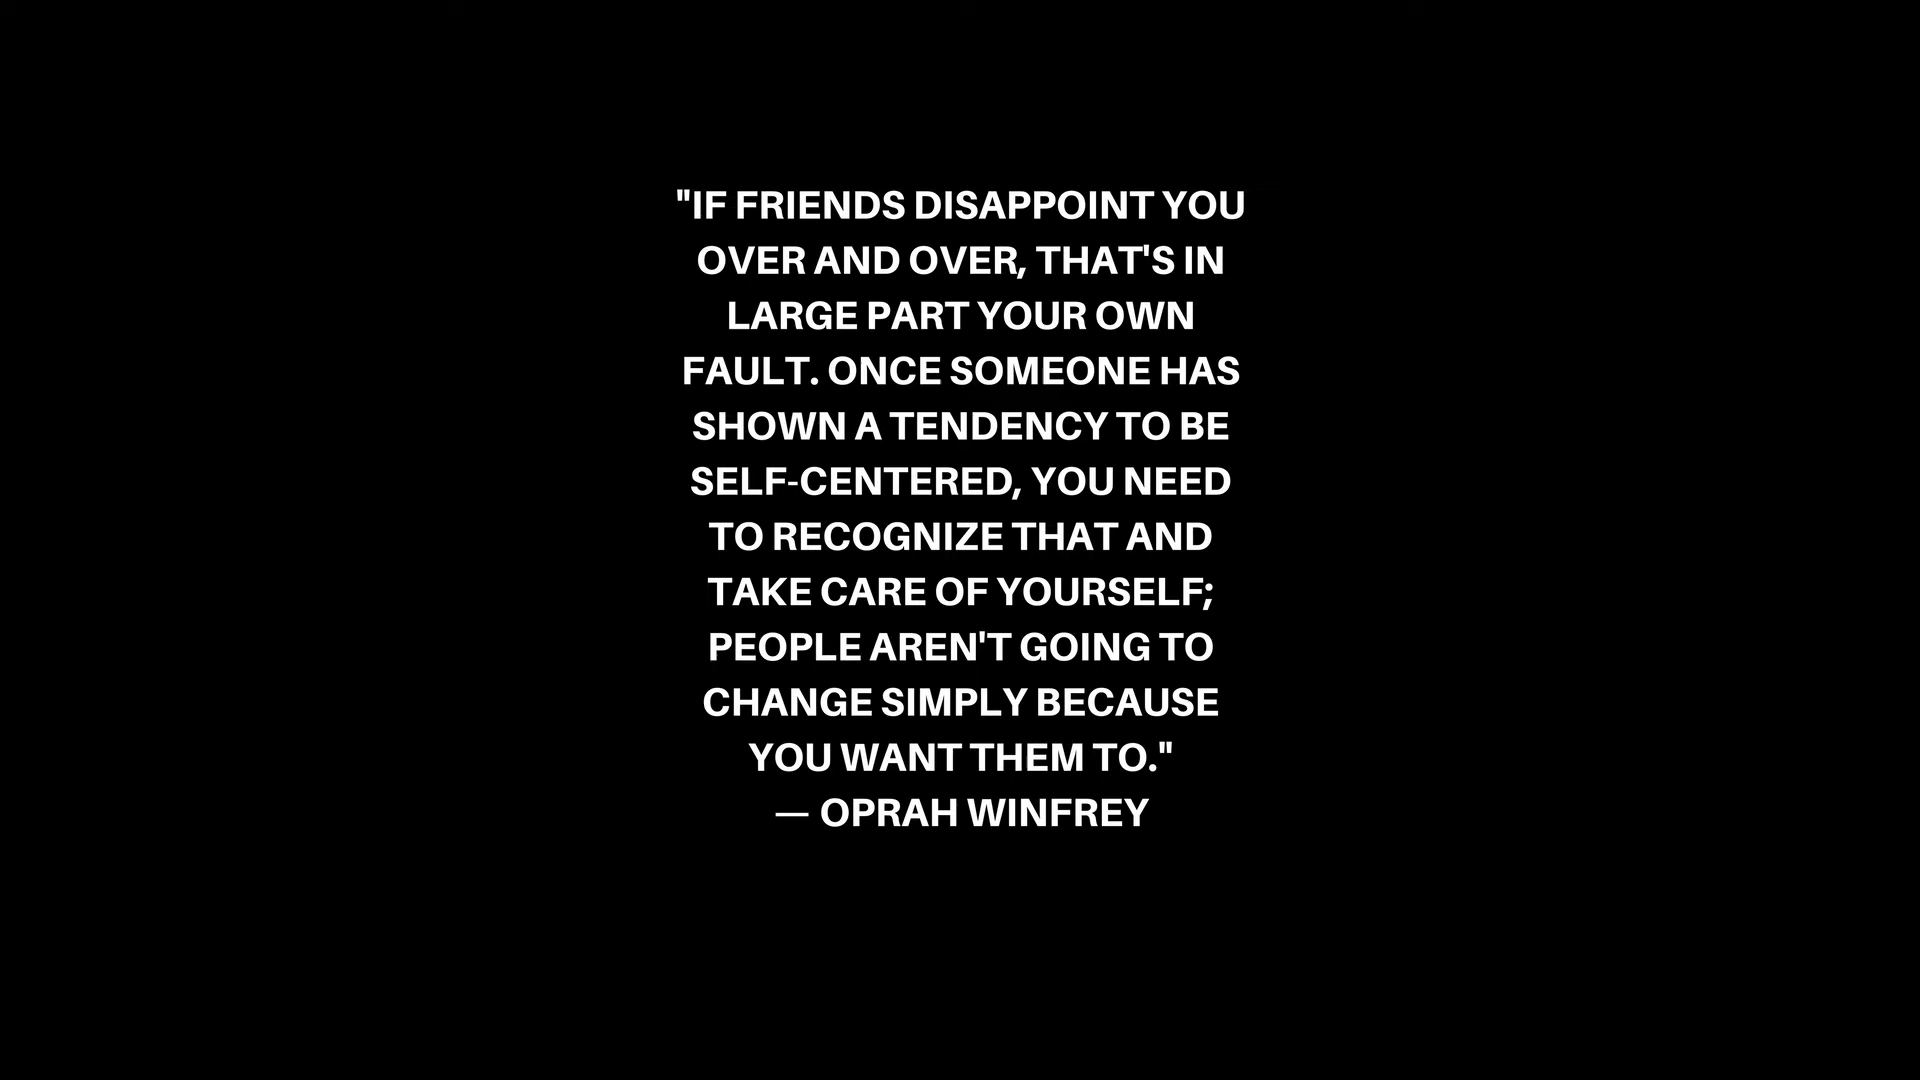 "IF FRIENDS DISAPPOINT YOU
OVER AND OVER, THAT'S IN
LARGE PART YOUR OWN
FAULT. ONCE SOMEONE HAS
SHOWN A TENDENCY TO BE
SELF-CENTERED, YOU NEED
TO RECOGNIZE THAT AND
TAKE CARE OF YOURSELF;
PEOPLE AREN'T GOING TO
CHANGE SIMPLY BECAUSE
YOU WANT THEM TO."
— OPRAH WINFREY